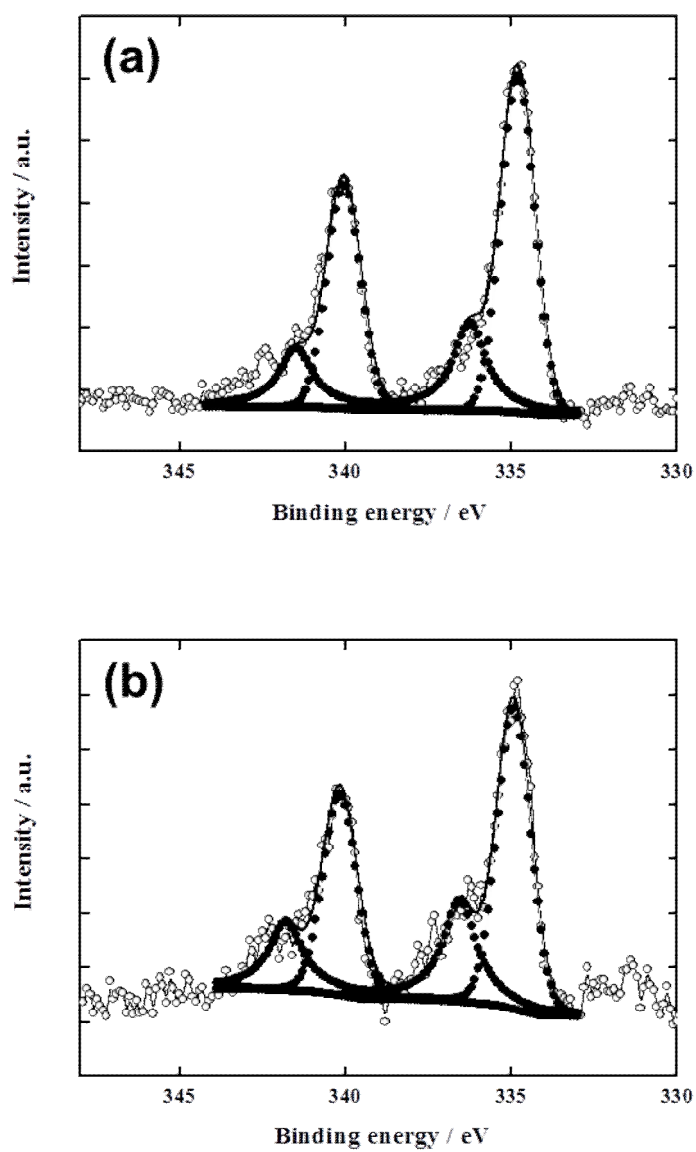 (a)
Intensity / a.u.
345 340 335 330
Binding energy / eV
(b)
Intensity / a.u.
345 340 335 330
Binding energy / eV